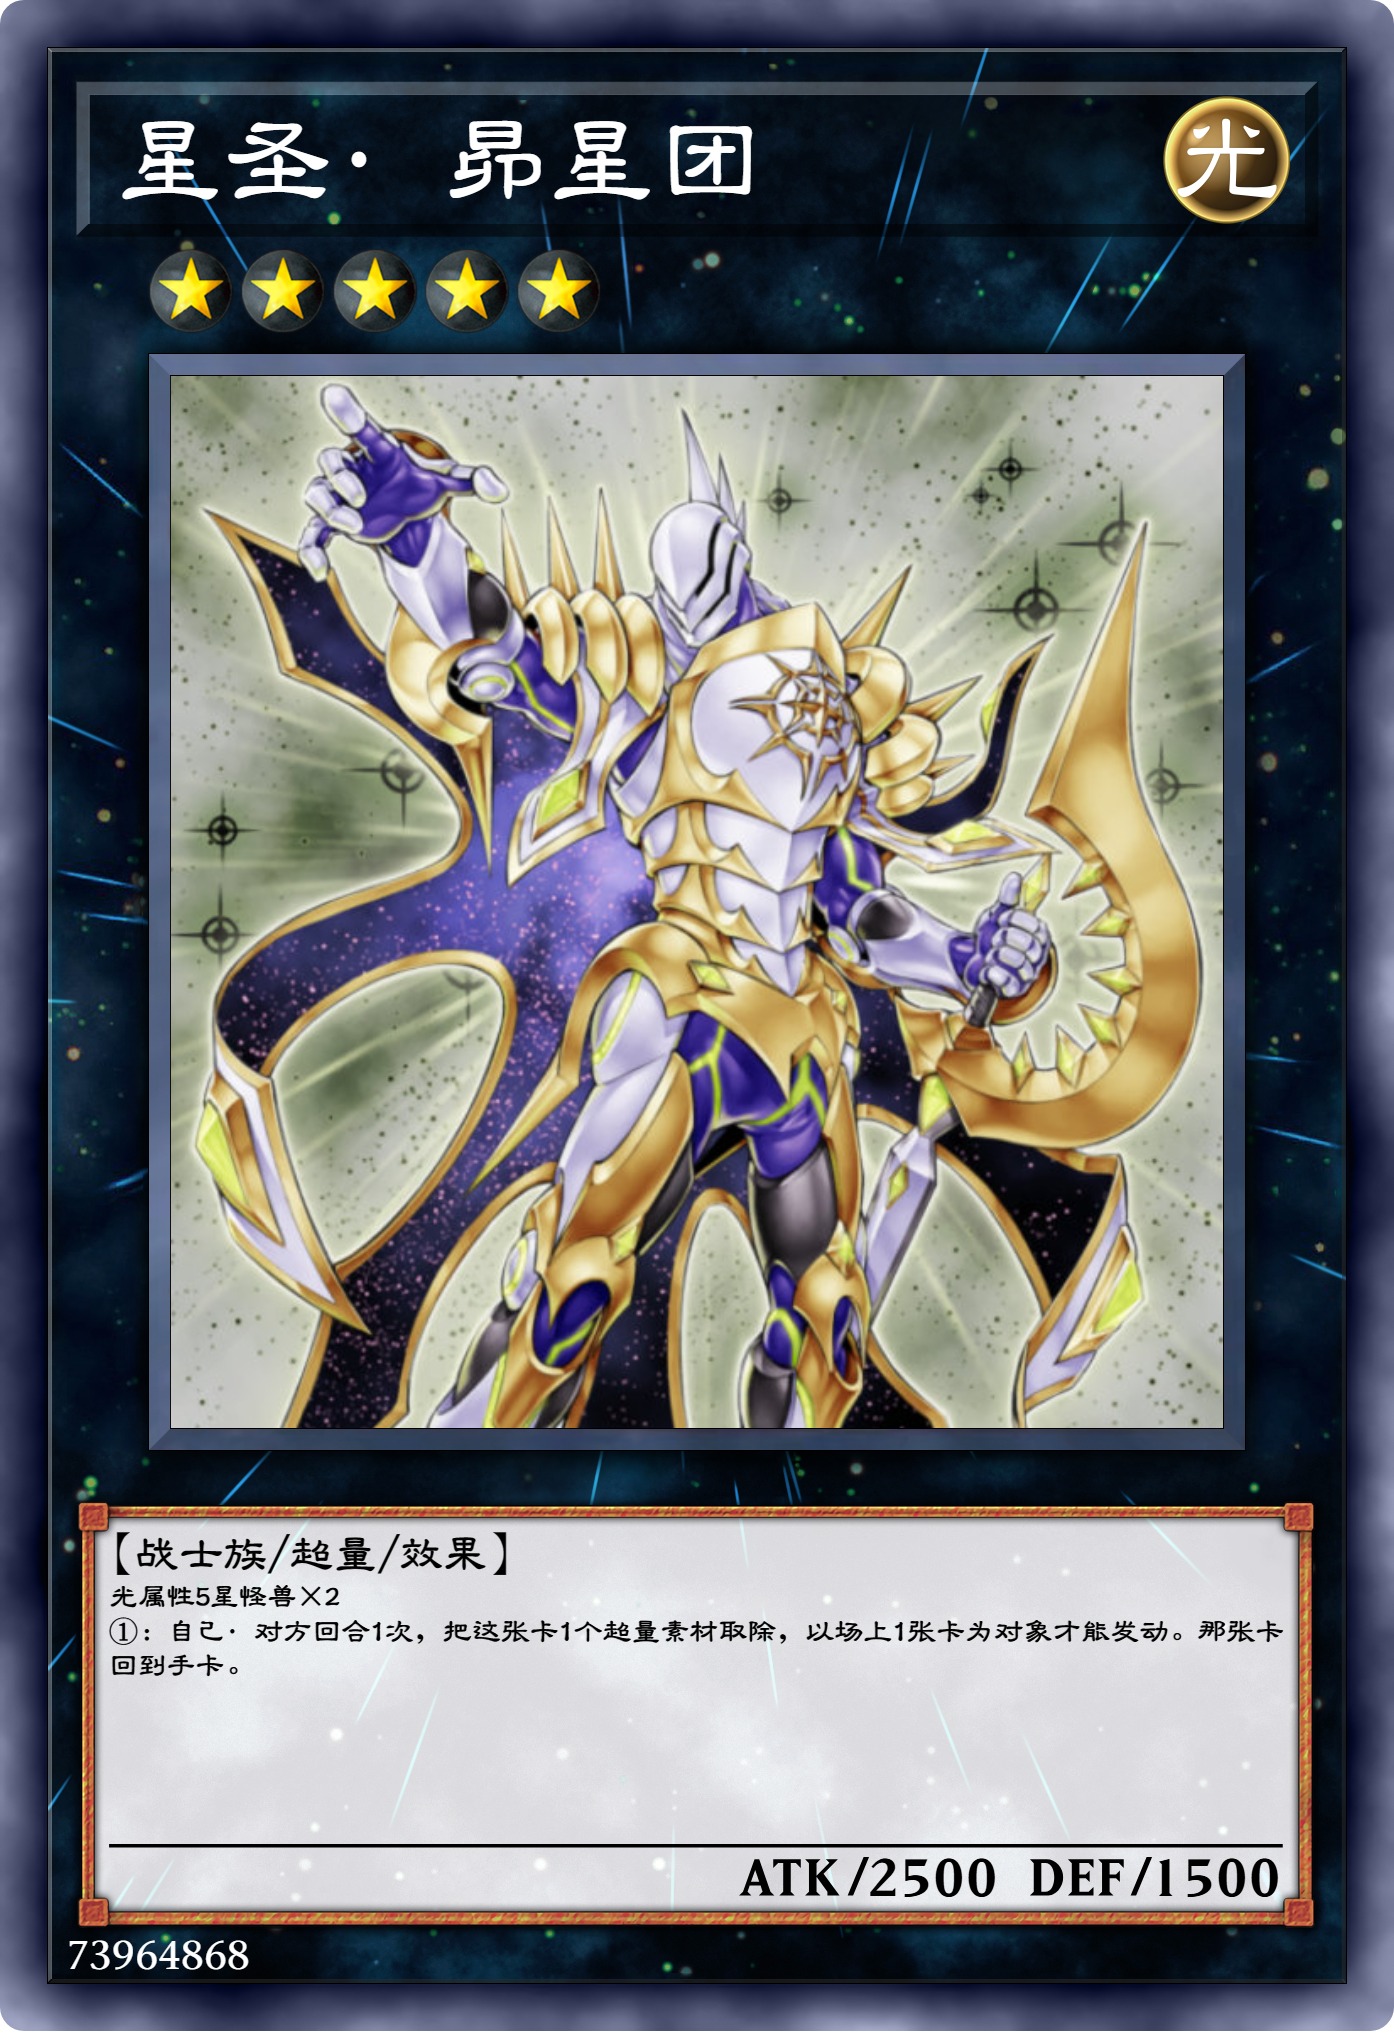 星圣· 昴星团
光
【战士族/超量/效果】
光属性5星怪兽×2
①：自己·对方回合1次，把这张卡1个超量素材取除，以场上1张卡为对象才能发动。那张卡
回到手卡。
ATK/2500 DEF/1500
73964868